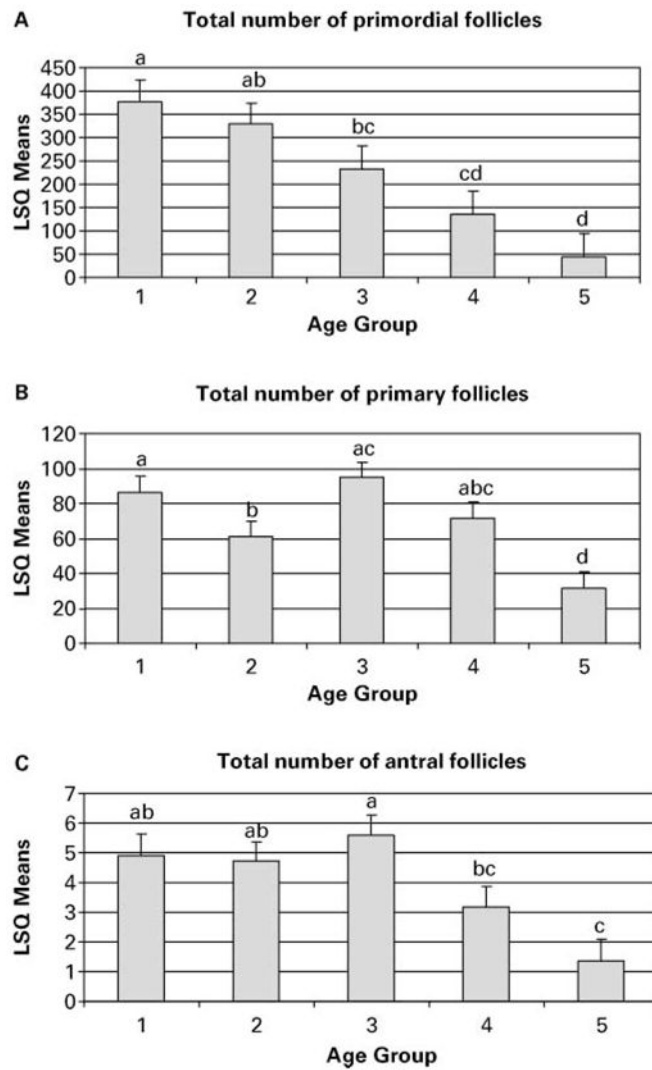 A
Total number of primordial follicles
LSQ Means
450
400
350
300
250
200
150
100
50
0
a
ab
bc
cd
d
1 2 3 4 5
Age Group
B
Total number of primary follicles
LSQ Means
120
100
80
60
40
20
0
a
b
ac
abc
d
1 2 3 4 5
Age Group
C
Total number of antral follicles
LSQ Means
7
6
5
4
3
2
1
0
ab
ab
a
bc
c
1 2 3 4 5
Age Group